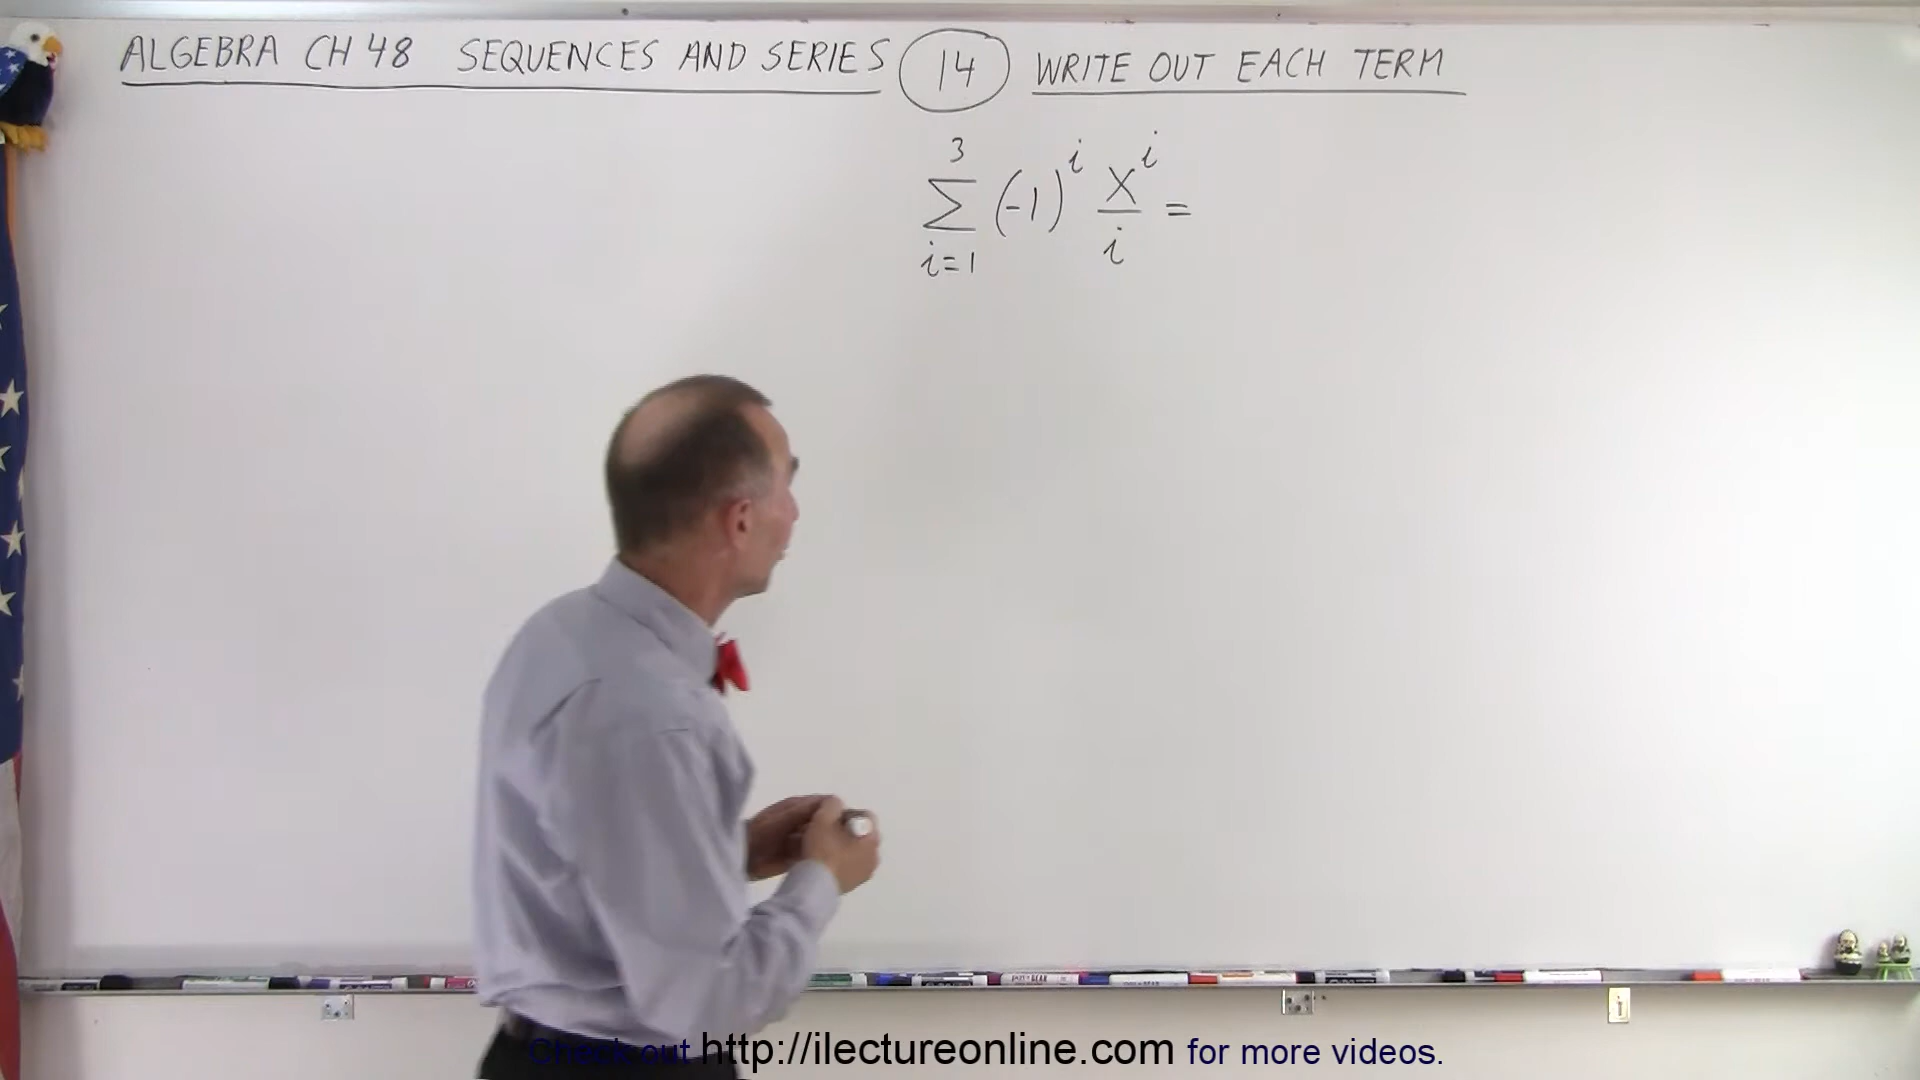 ALGEBRA CH 48 SEQUENCES AND SERIES 14 WRITE OUT EACH TERM
3
∑ (-1)^i x^i/i =
i=1
Check out http://ilectureonline.com for more videos.